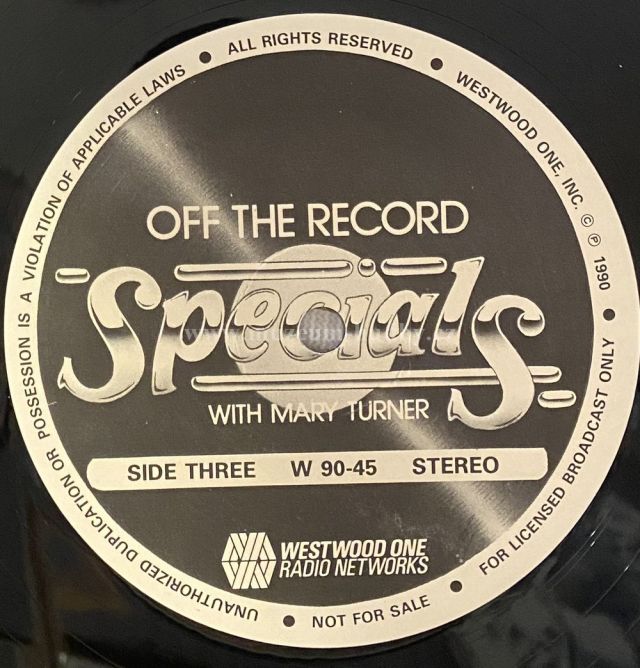 OFF THE RECORD
Specials
WITH MARY TURNER
SIDE THREE W 90-45 STEREO
WESTWOOD ONE
RADIO NETWORKS
UNAUTHORIZED DUPLICATION OR POSSESSION IS A VIOLATION OF APPLICABLE LAWS • ALL RIGHTS RESERVED • WESTWOOD ONE, INC. © ℗ 1990 • FOR LICENSED BROADCAST ONLY • NOT FOR SALE •